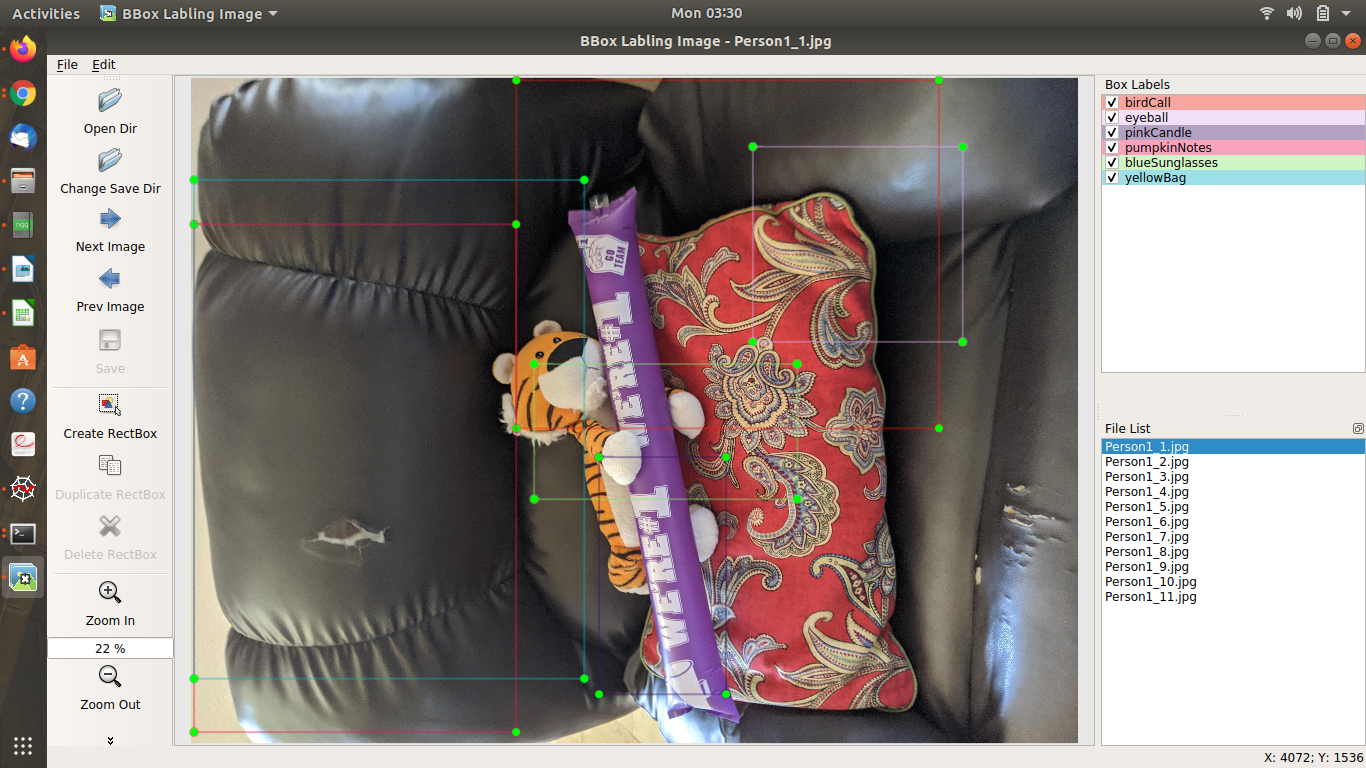 Activities
BBox Labling Image
Mon 03:30
BBox Labling Image - Person1_1.jpg
File Edit
Open Dir
Change Save Dir
Next Image
Prev Image
Save
Create RectBox
Duplicate RectBox
Delete RectBox
Zoom In
22 %
Zoom Out
GO
TEAM
WE'RE #1
WE'RE #1
Box Labels
birdCall
eyeball
pinkCandle
pumpkinNotes
blueSunglasses
yellowBag
File List
Person1_1.jpg
Person1_2.jpg
Person1_3.jpg
Person1_4.jpg
Person1_5.jpg
Person1_6.jpg
Person1_7.jpg
Person1_8.jpg
Person1_9.jpg
Person1_10.jpg
Person1_11.jpg
X: 4072; Y: 1536